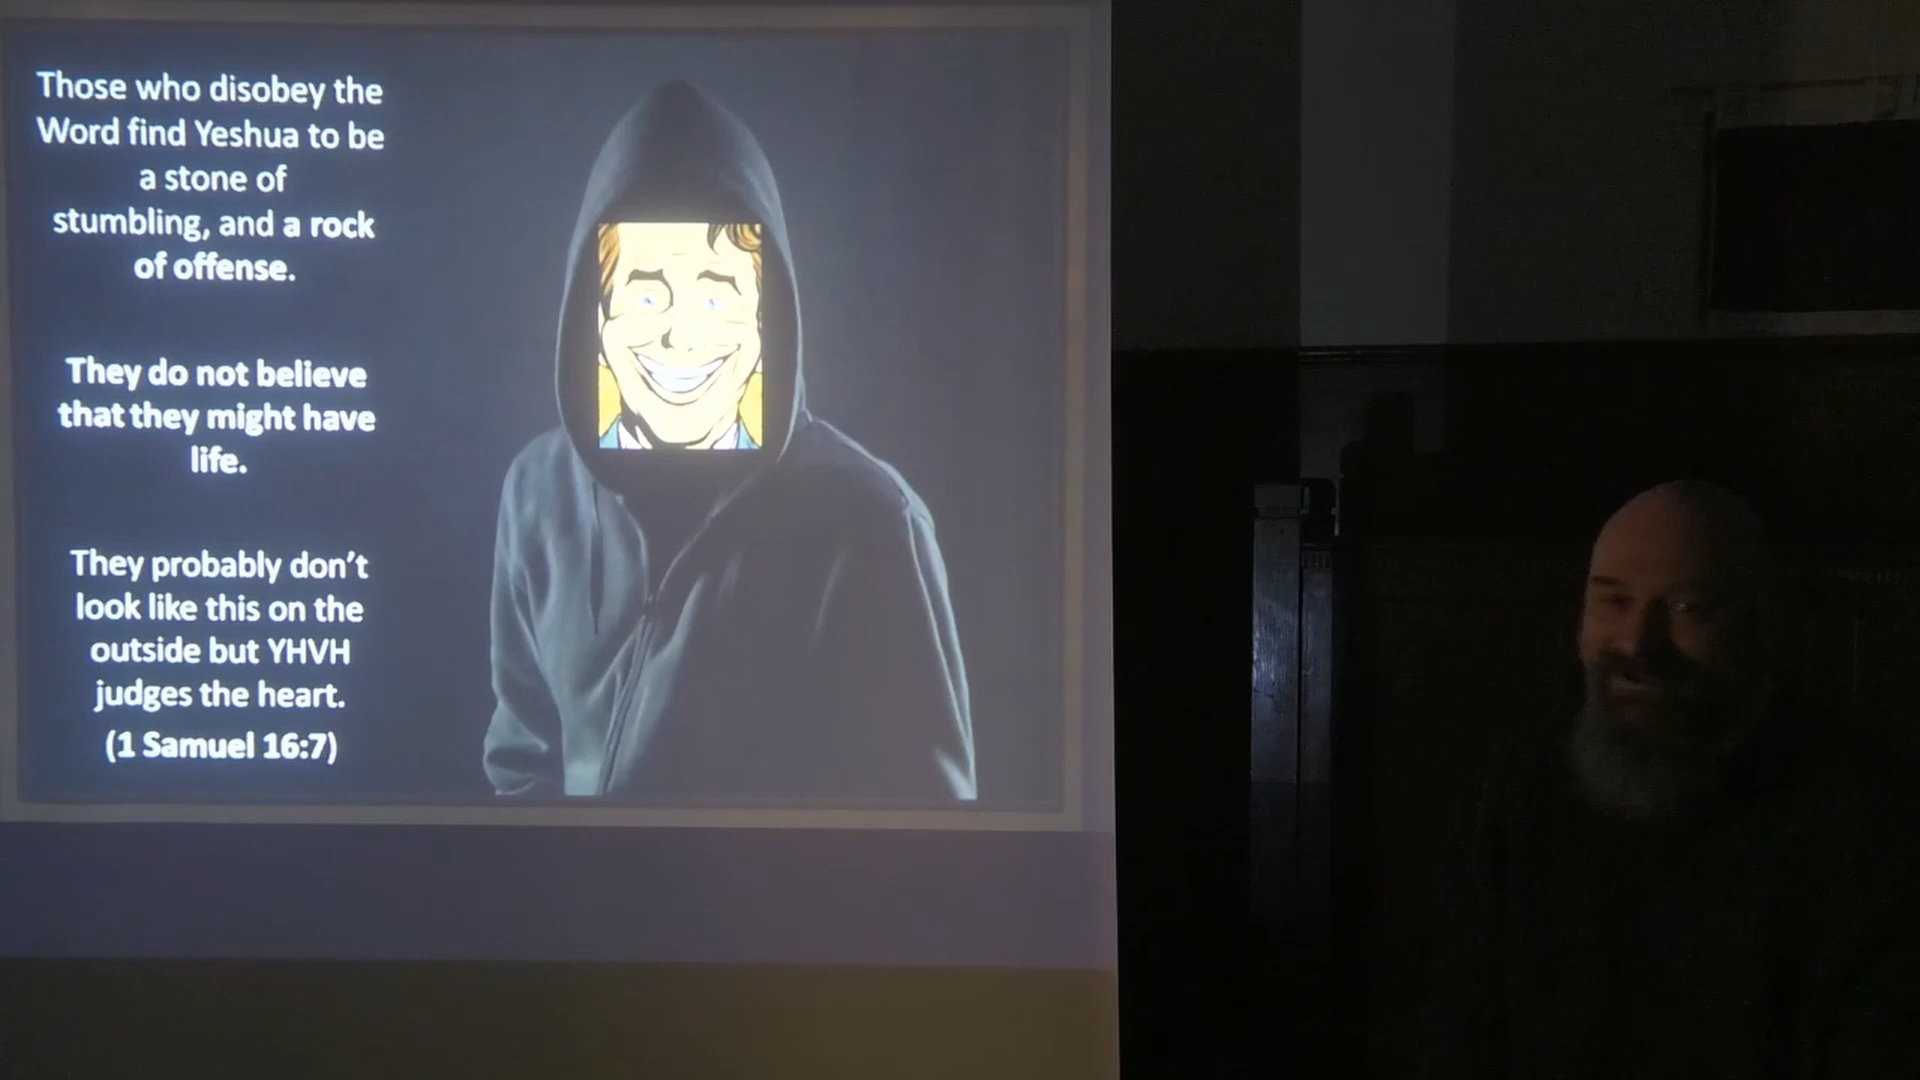 Those who disobey the
Word find Yeshua to be
a stone of
stumbling, and a rock
of offense.
They do not believe
that they might have
life.
They probably don't
look like this on the
outside but YHVH
judges the heart.
(1 Samuel 16:7)